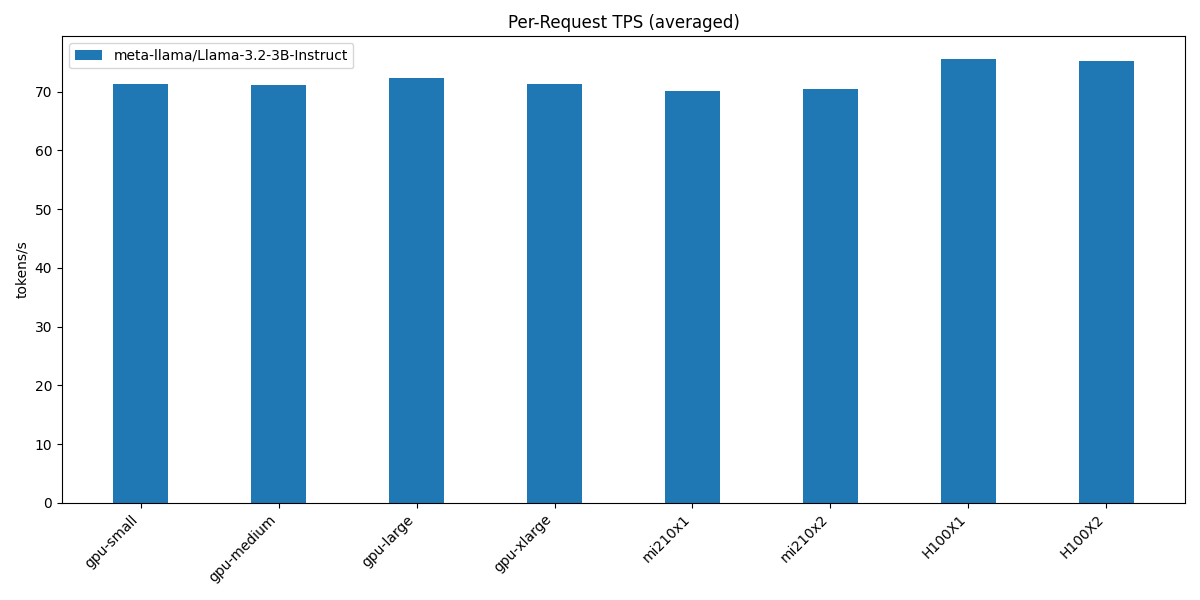 Per-Request TPS (averaged)
meta-llama/Llama-3.2-3B-Instruct
tokens/s
70
60
50
40
30
20
10
0
gpu-small
gpu-medium
gpu-large
gpu-xlarge
mi210x1
mi210x2
H100X1
H100X2